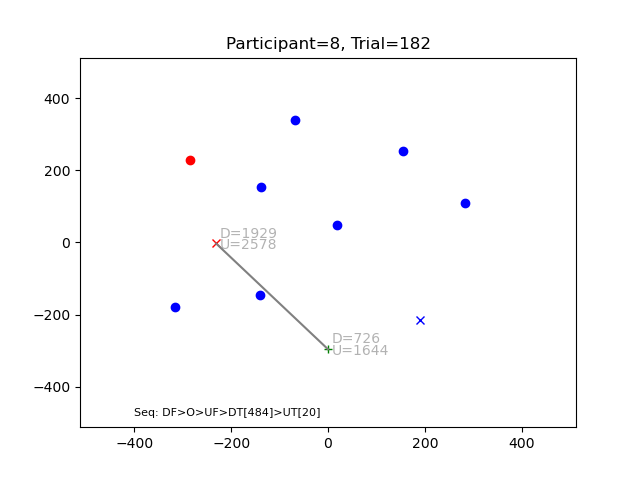 Participant=8, Trial=182
400
200
0
−200
−400
D=1929
U=2578
D=726
U=1644
Seq: DF>O>UF>DT[484]>UT[20]
−400
−200
0
200
400